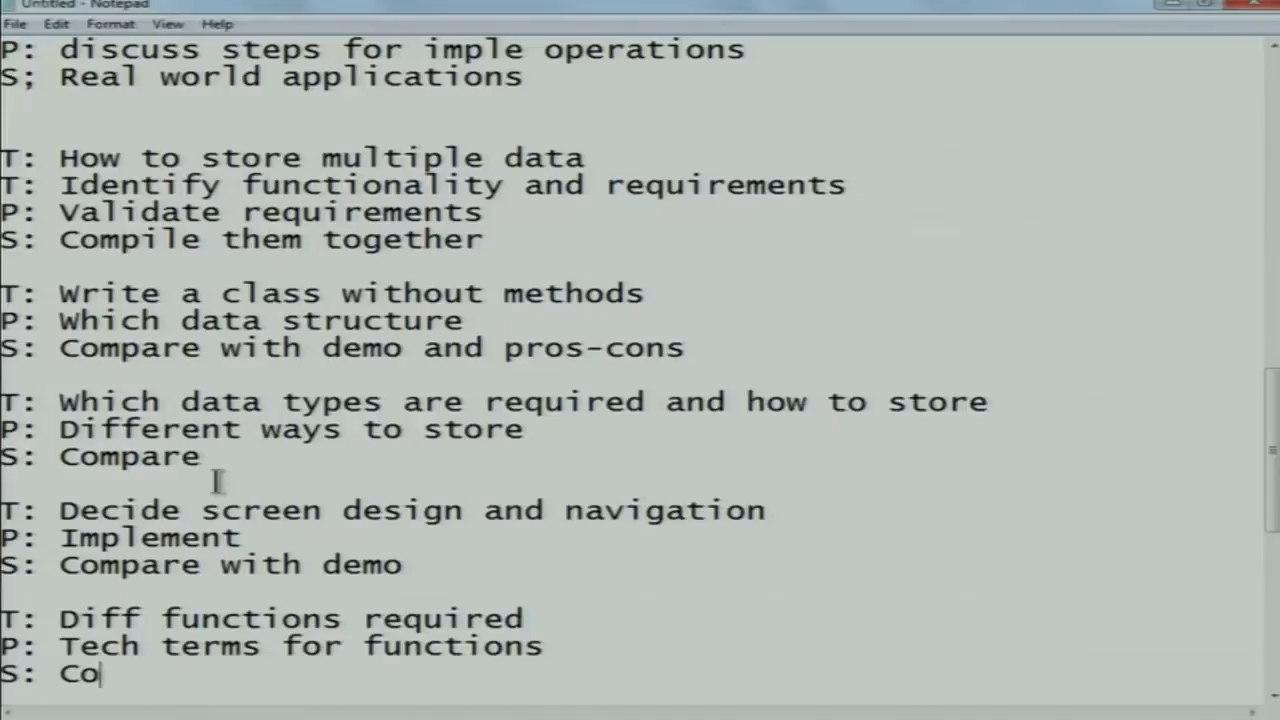 Untitled - Notepad
File Edit Format View Help
P: discuss steps for imple operations
S; Real world applications
T: How to store multiple data
T: Identify functionality and requirements
P: Validate requirements
S: Compile them together
T: Write a class without methods
P: Which data structure
S: Compare with demo and pros-cons
T: Which data types are required and how to store
P: Different ways to store
S: Compare
T: Decide screen design and navigation
P: Implement
S: Compare with demo
T: Diff functions required
P: Tech terms for functions
S: Co